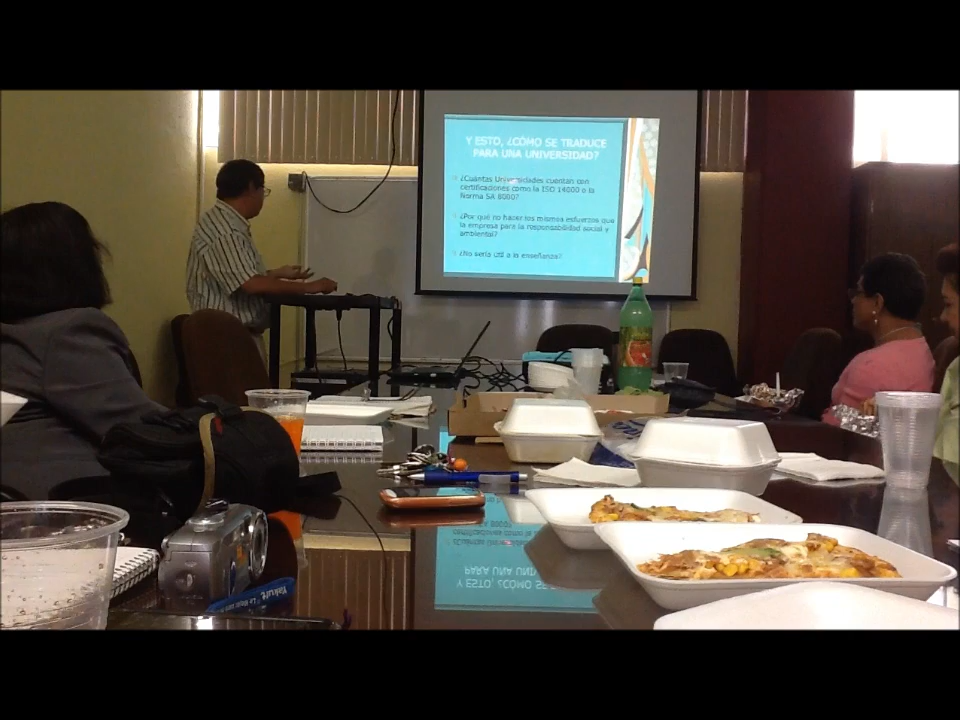 Y ESTO, ¿CÓMO SE TRADUCE
PARA UNA UNIVERSIDAD?
¿Cuantas Universidades cuentan con
certificaciones como la ISO 14000 o la
Norma SA 8000?
¿Por qué no hacer los mismos esfuerzos que
la empresa para la responsabilidad social y
ambiental?
¿No sería util a la enseñanza?
Yakult